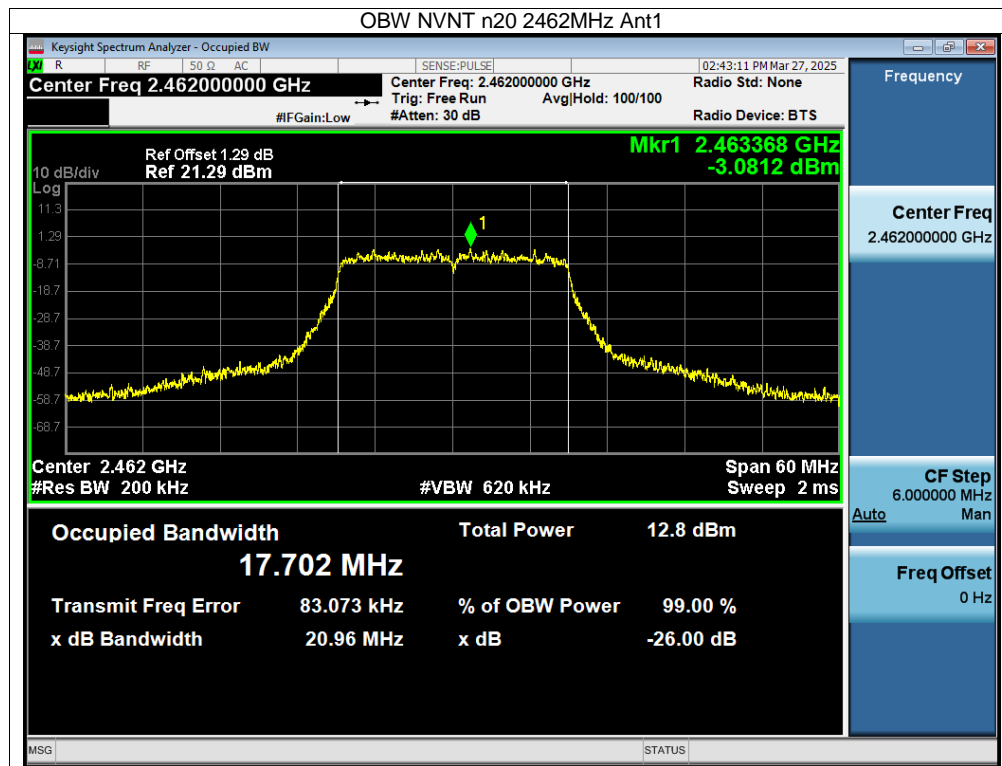 OBW NVNT n20 2462MHz Ant1
Keysight Spectrum Analyzer - Occupied BW
LXI R RF 50 Ω AC SENSE:PULSE 02:43:11 PM Mar 27, 2025
Center Freq 2.462000000 GHz
Center Freq: 2.462000000 GHz Radio Std: None
Trig: Free Run Avg|Hold: 100/100
#IFGain:Low #Atten: 30 dB Radio Device: BTS
Mkr1 2.463368 GHz
-3.0812 dBm
Ref Offset 1.29 dB
10 dB/div Ref 21.29 dBm
Log
11.3
1.29
-8.71
-18.7
-28.7
-38.7
-48.7
-58.7
-68.7
1
Center 2.462 GHz Span 60 MHz
#Res BW 200 kHz #VBW 620 kHz Sweep 2 ms
Occupied Bandwidth Total Power 12.8 dBm
17.702 MHz
Transmit Freq Error 83.073 kHz % of OBW Power 99.00 %
x dB Bandwidth 20.96 MHz x dB -26.00 dB
Frequency
Center Freq
2.462000000 GHz
CF Step
6.000000 MHz
Auto Man
Freq Offset
0 Hz
MSG STATUS